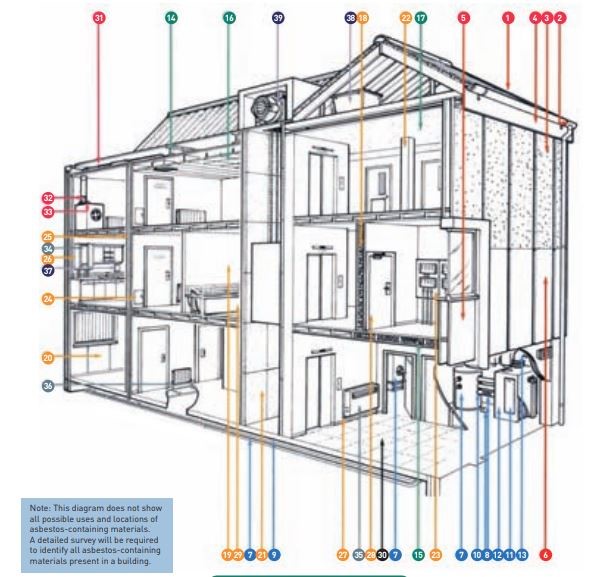 31 14 16 39 38 18 22 17 5 1 4 3 2
32
33
25
34
26
37
24
20
36
Note: This diagram does not show
all possible uses and locations of
asbestos-containing materials.
A detailed survey will be required
to identify all asbestos-containing
materials present in a building.
19 29 7 21 9 27 35 28 30 7 15 23 7 10 8 12 11 13 6